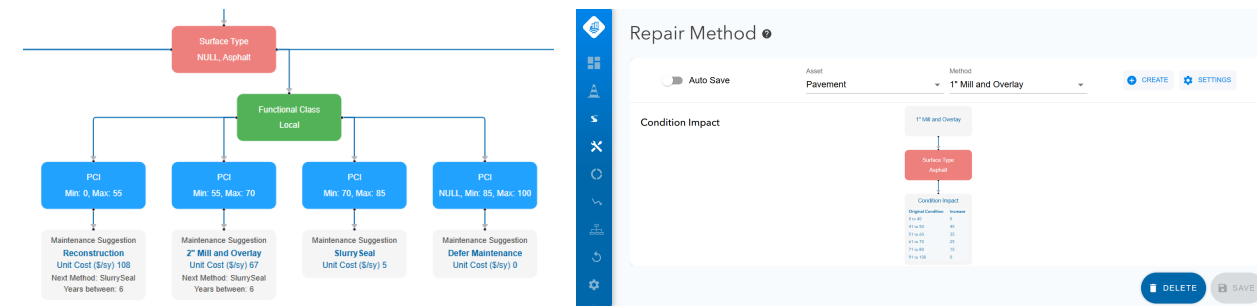 Surface Type
NULL, Asphalt
Functional Class
Local
PCI
Min: 0, Max: 55
PCI
Min: 55, Max: 70
PCI
Min: 70, Max: 85
PCI
NULL, Min: 85, Max: 100
Maintenance Suggestion
Reconstruction
Unit Cost ($/sy) 108
Next Method: SlurrySeal
Years between: 6
Maintenance Suggestion
2" Mill and Overlay
Unit Cost ($/sy) 67
Next Method: SlurrySeal
Years between: 6
Maintenance Suggestion
SlurrySeal
Unit Cost ($/sy) 5
Maintenance Suggestion
Defer Maintenance
Unit Cost ($/sy) 0
Repair Method
Auto Save
Asset
Pavement
Method
1" Mill and Overlay
CREATE
SETTINGS
Condition Impact
1" Mill and Overlay
Surface Type
Asphalt
Condition Impact
Original Condition Increase
DELETE
SAVE